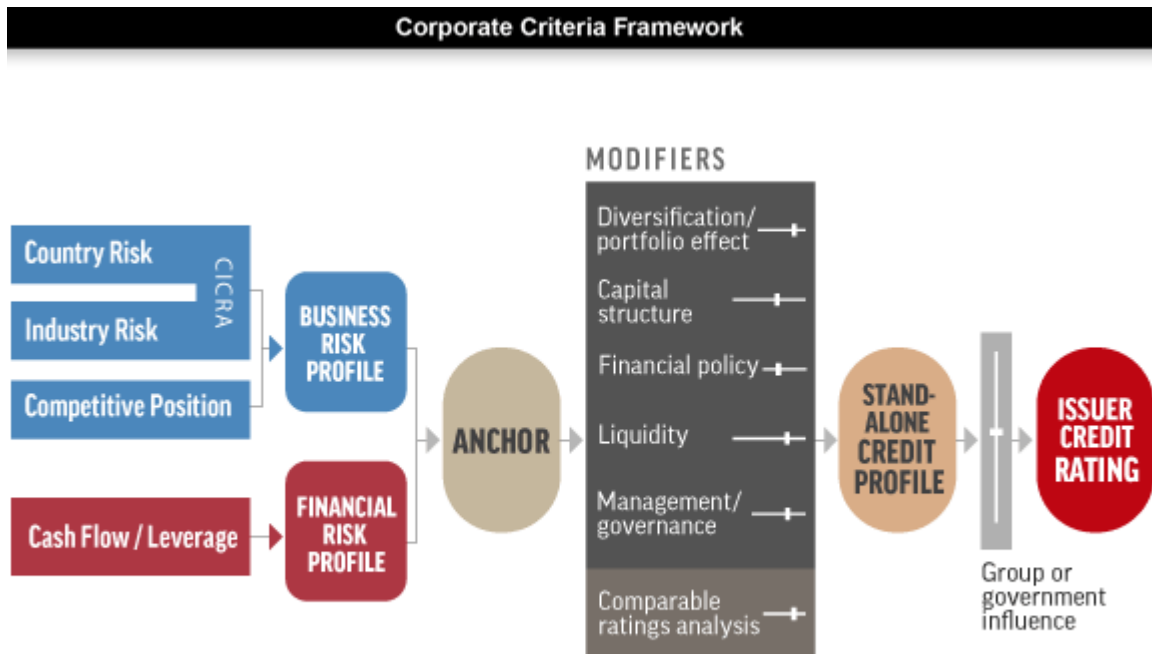 Corporate Criteria Framework
Country Risk
Industry Risk
CICRA
Competitive Position
Cash Flow / Leverage
BUSINESS
RISK
PROFILE
FINANCIAL
RISK
PROFILE
ANCHOR
MODIFIERS
Diversification/
portfolio effect
Capital
structure
Financial policy
Liquidity
Management/
governance
Comparable
ratings analysis
STAND-
ALONE
CREDIT
PROFILE
Group or
government
influence
ISSUER
CREDIT
RATING